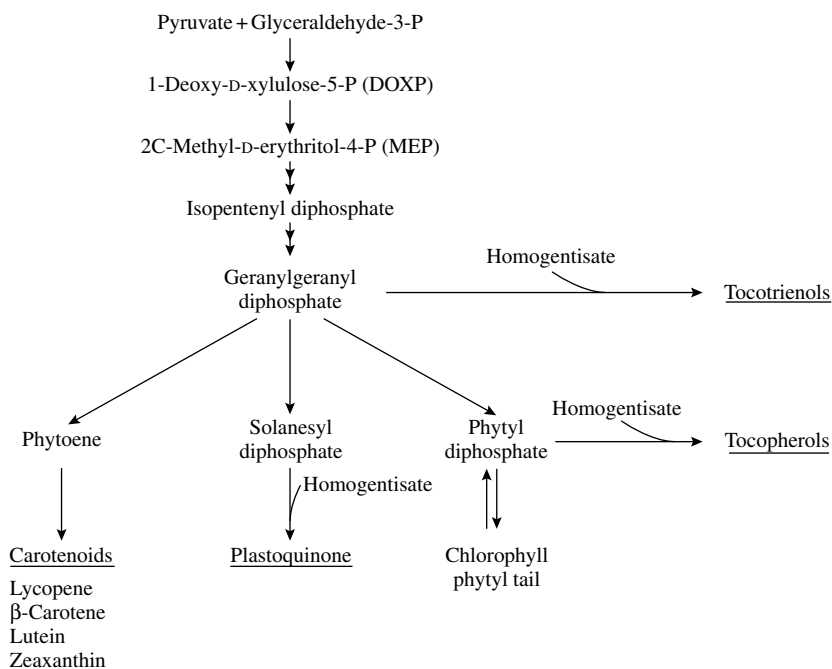 Pyruvate + Glyceraldehyde-3-P
1-Deoxy-D-xylulose-5-P (DOXP)
2C-Methyl-D-erythritol-4-P (MEP)
Isopentenyl diphosphate
Geranylgeranyl
diphosphate
Homogentisate
Tocotrienols
Phytoene
Solanesyl
diphosphate
Phytyl
diphosphate
Homogentisate
Tocopherols
Homogentisate
Carotenoids
Lycopene
β-Carotene
Lutein
Zeaxanthin
Plastoquinone
Chlorophyll
phytyl tail